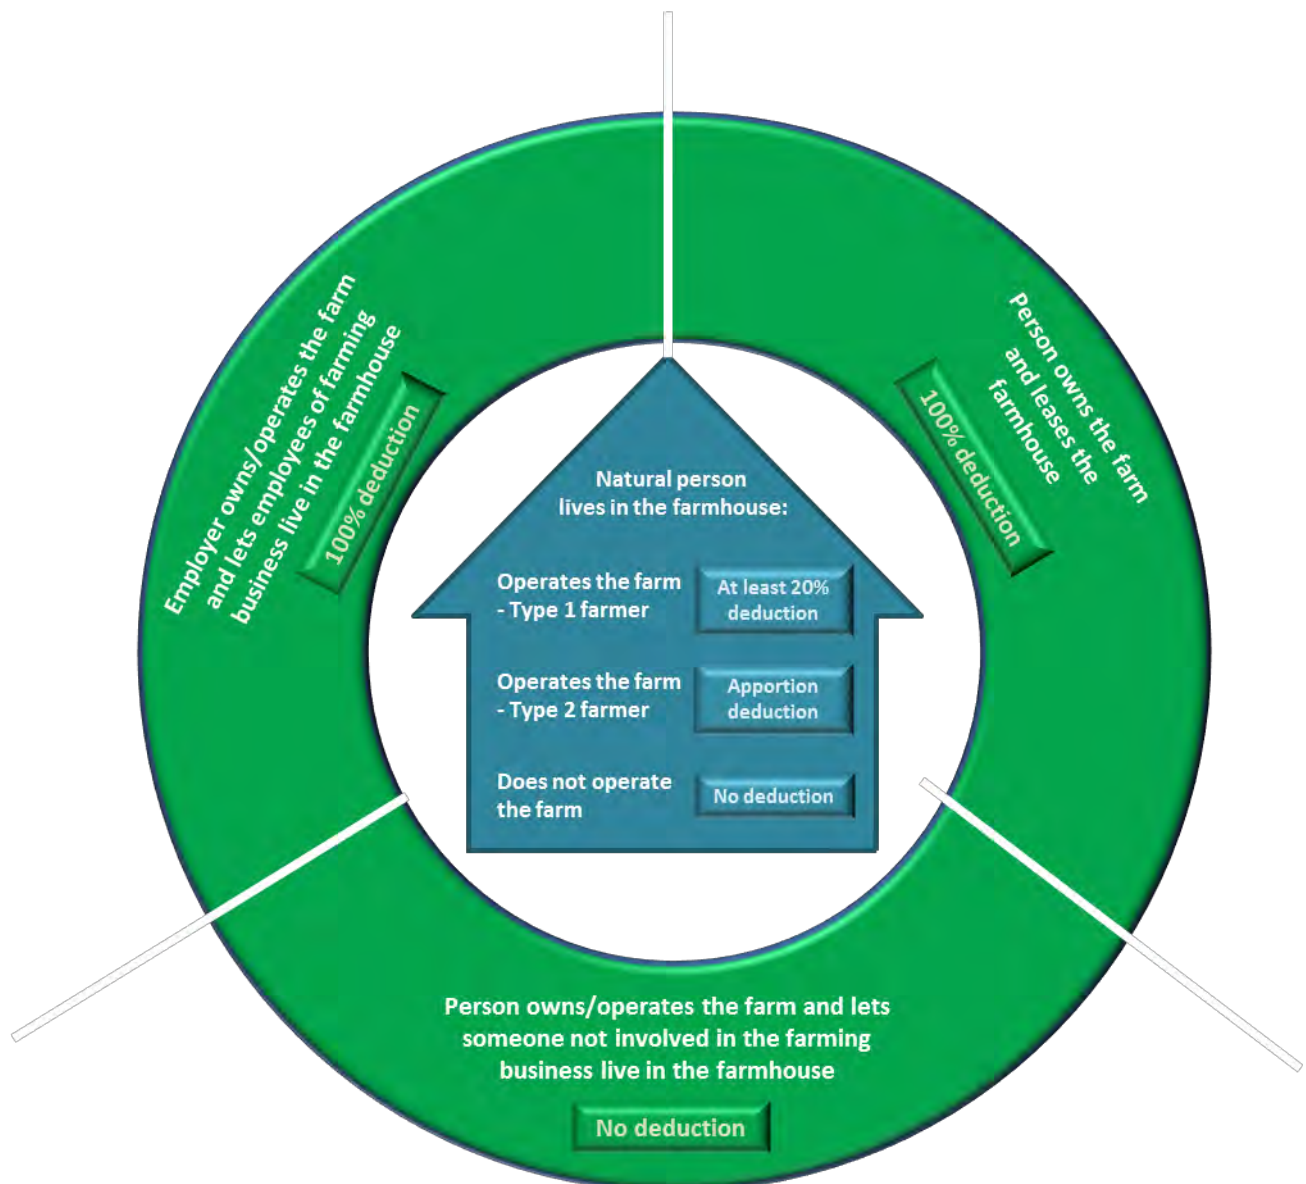 Employer owns/operates the farm
and lets employees of farming
business live in the farmhouse
100% deduction
Person owns the farm
and leases the
farmhouse
100% deduction
Natural person
lives in the farmhouse:
Operates the farm
- Type 1 farmer
At least 20%
deduction
Operates the farm
- Type 2 farmer
Apportion
deduction
Does not operate
the farm
No deduction
Person owns/operates the farm and lets
someone not involved in the farming
business live in the farmhouse
No deduction